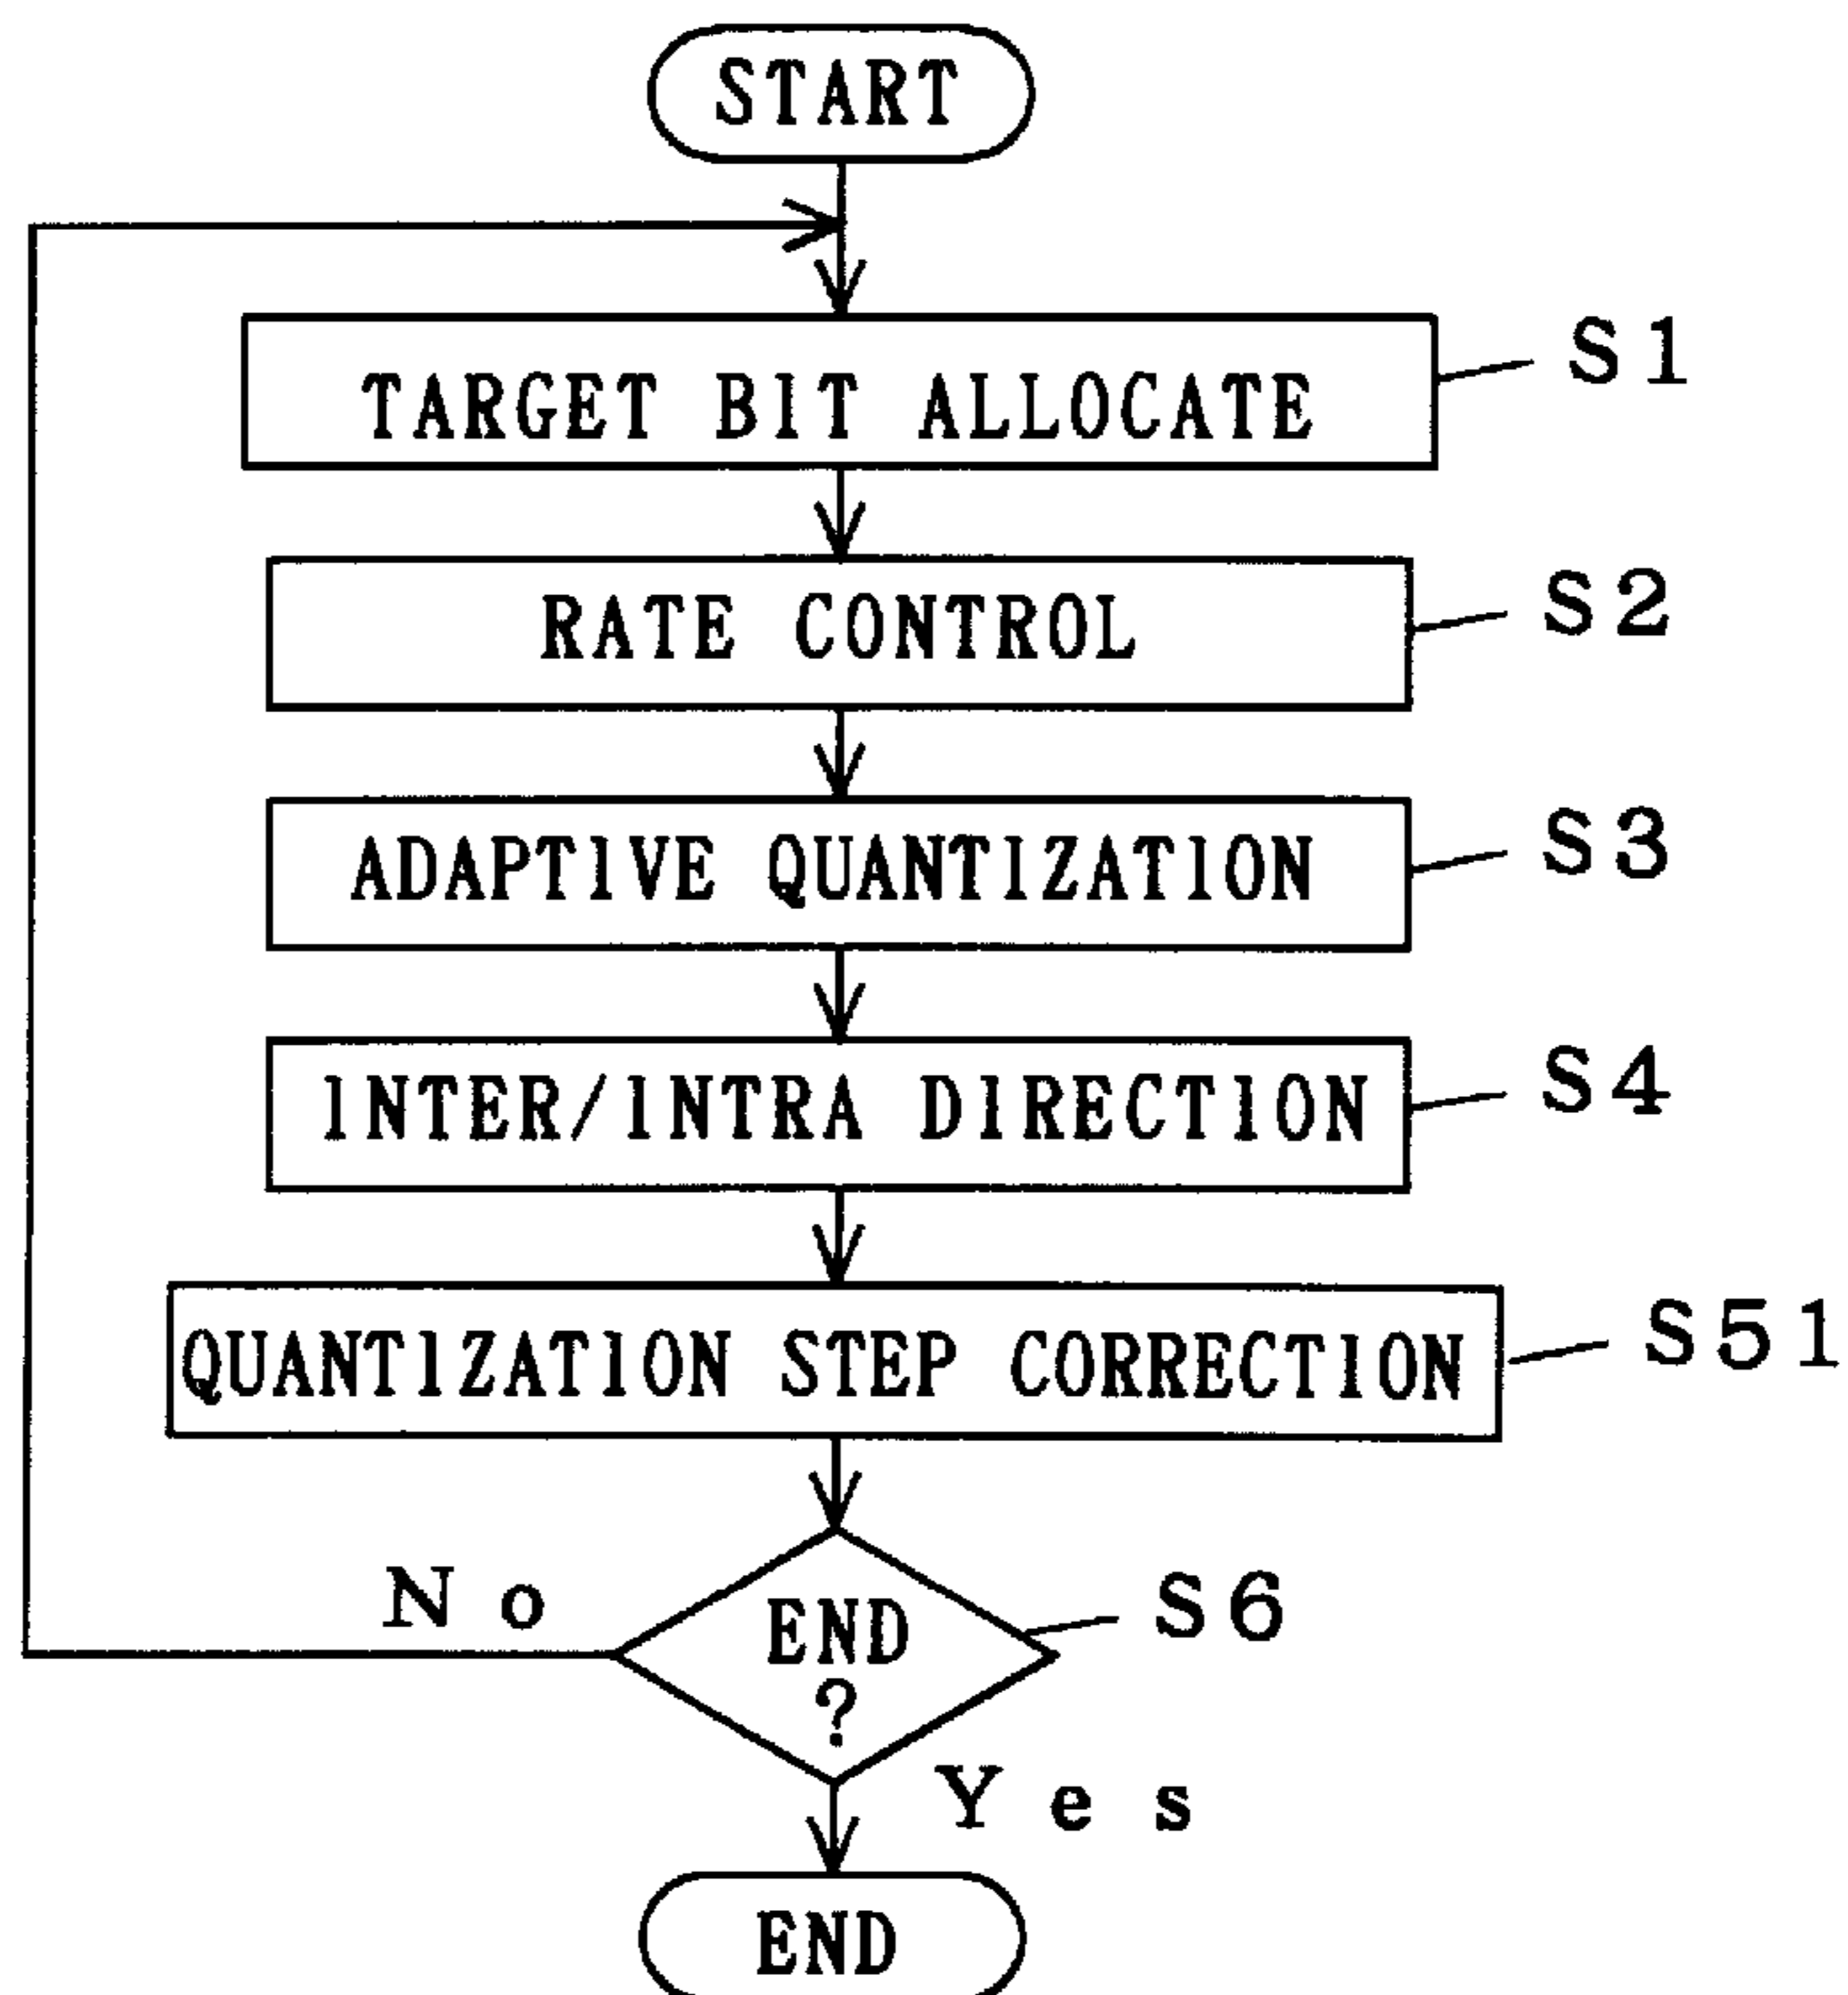 START
TARGET BIT ALLOCATE S1
RATE CONTROL S2
ADAPTIVE QUANTIZATION S3
INTER/INTRA DIRECTION S4
QUANTIZATION STEP CORRECTION S51
No
END
?
S6
Yes
END